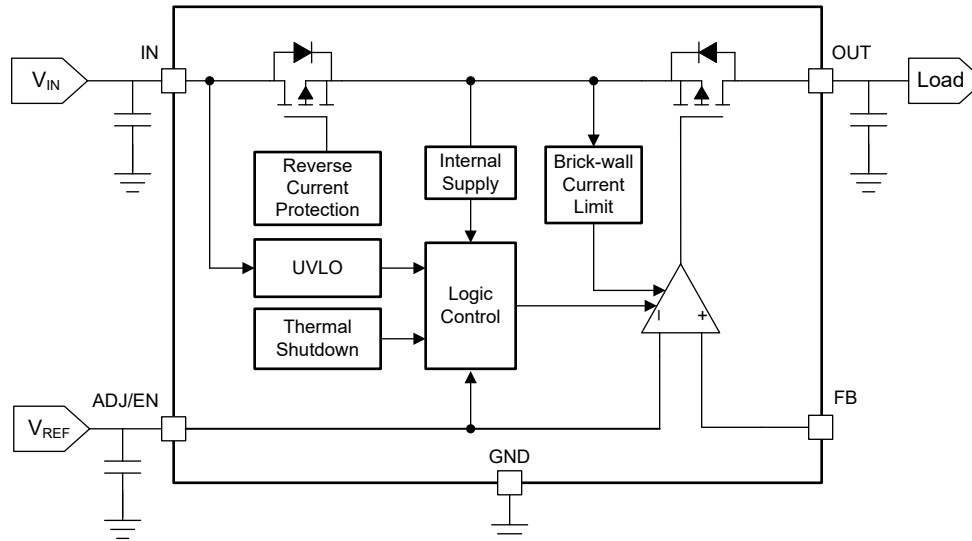 IN
OUT
VIN
Load
Reverse
Current
Protection
Internal
Supply
Brick-wall
Current
Limit
UVLO
Logic
Control
Thermal
Shutdown
− +
ADJ/EN
FB
VREF
GND